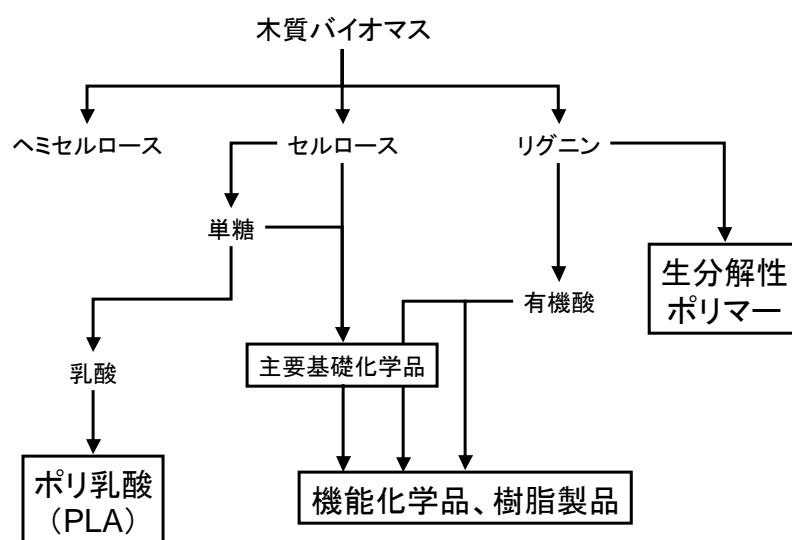 木質バイオマス
ヘミセルロース
セルロース
リグニン
単糖
生分解性
ポリマー
有機酸
主要基礎化学品
乳酸
ポリ乳酸
（PLA）
機能化学品、樹脂製品